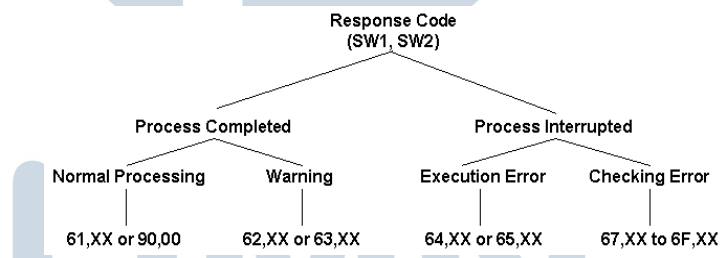 Response Code
(SW1, SW2)
Process Completed
Process Interrupted
Normal Processing
Warning
Execution Error
Checking Error
61,XX or 90,00
62,XX or 63,XX
64,XX or 65,XX
67,XX to 6F,XX